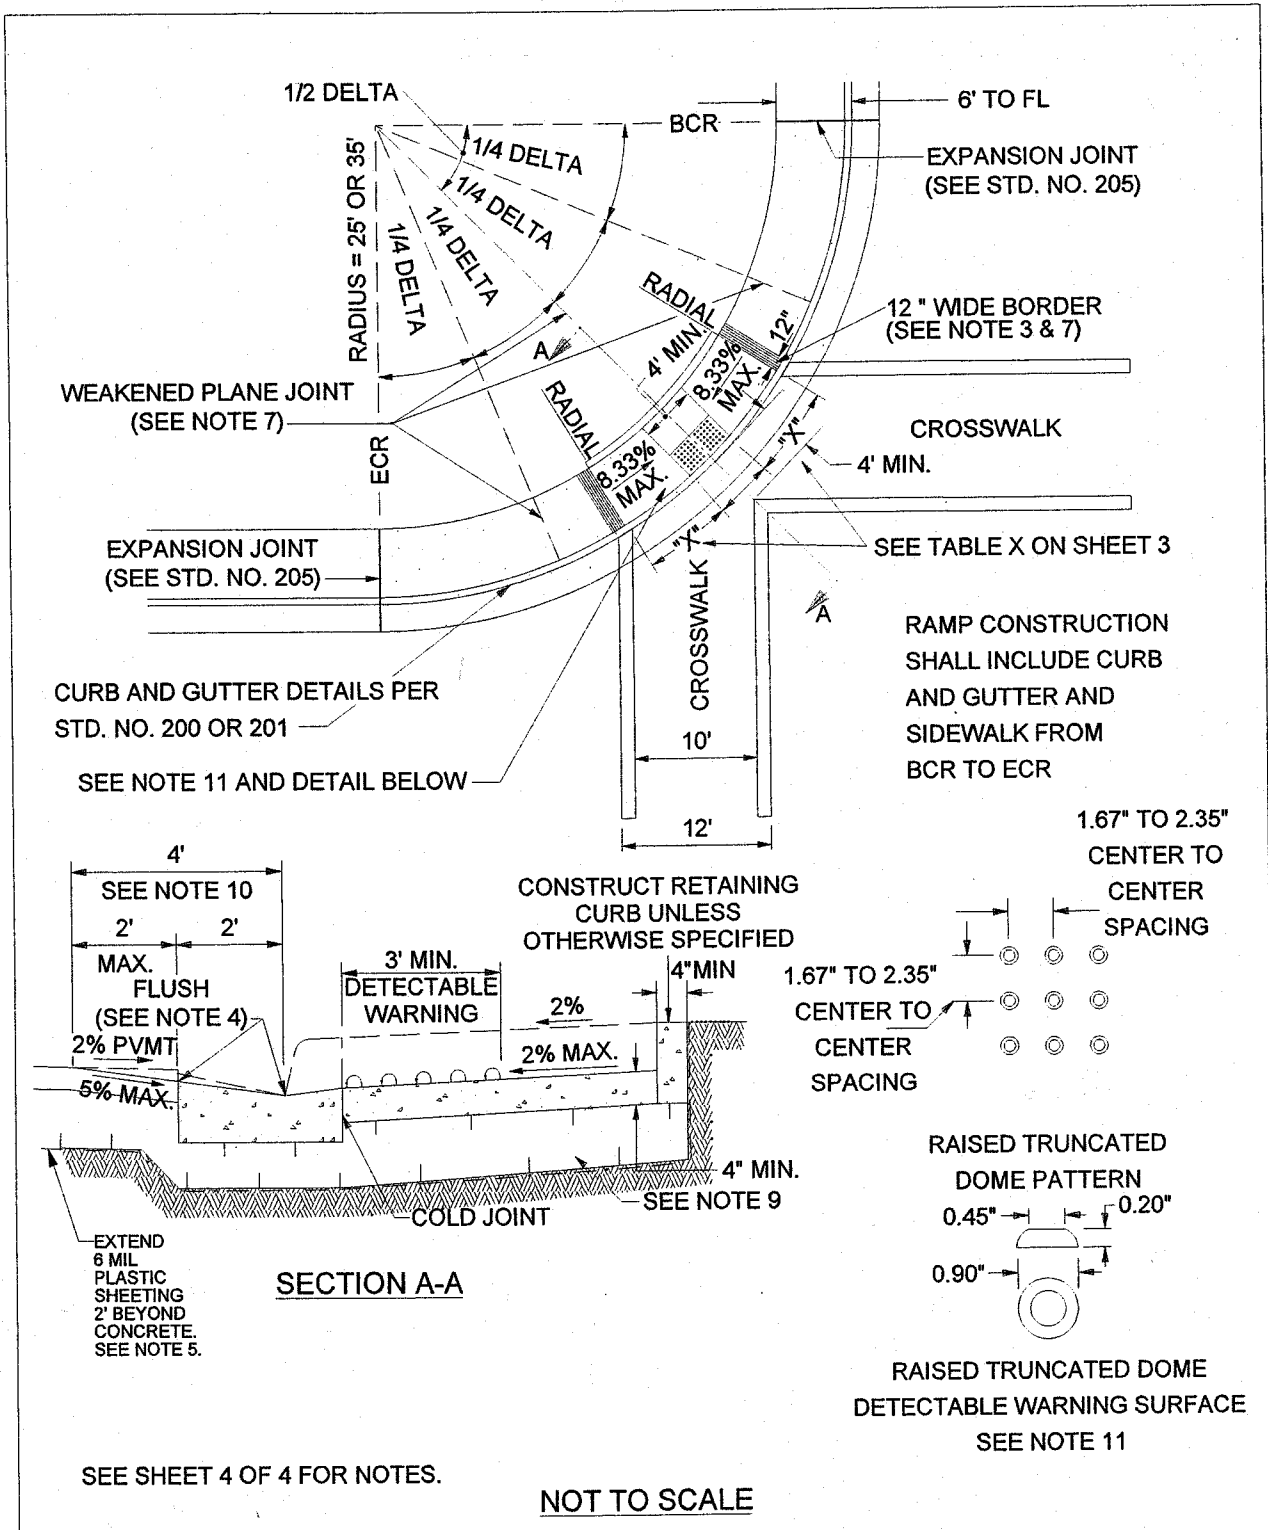 1/2 DELTA
BCR
6' TO FL
EXPANSION JOINT
(SEE STD. NO. 205)
1/4 DELTA
1/4 DELTA
1/4 DELTA
1/4 DELTA
RADIUS = 25' OR 35'
RADIAL
12 " WIDE BORDER
(SEE NOTE 3 & 7)
12"
4' MIN.
8.33%
MAX.
A
WEAKENED PLANE JOINT
(SEE NOTE 7)
RADIAL
8.33%
MAX.
"X"
CROSSWALK
4' MIN.
ECR
EXPANSION JOINT
(SEE STD. NO. 205)
"X"
SEE TABLE X ON SHEET 3
CROSSWALK
A
RAMP CONSTRUCTION
SHALL INCLUDE CURB
AND GUTTER AND
SIDEWALK FROM
BCR TO ECR
CURB AND GUTTER DETAILS PER
STD. NO. 200 OR 201
10'
SEE NOTE 11 AND DETAIL BELOW
12'
4'
SEE NOTE 10
2'
2'
MAX.
FLUSH
(SEE NOTE 4)
2% PVMT
5% MAX.
3' MIN.
DETECTABLE
WARNING
CONSTRUCT RETAINING
CURB UNLESS
OTHERWISE SPECIFIED
4"MIN
2%
2% MAX.
4" MIN.
SEE NOTE 9
COLD JOINT
EXTEND
6 MIL
PLASTIC
SHEETING
2' BEYOND
CONCRETE.
SEE NOTE 5.
SECTION A-A
1.67" TO 2.35"
CENTER TO
CENTER
SPACING
1.67" TO 2.35"
CENTER TO
CENTER
SPACING
RAISED TRUNCATED
DOME PATTERN
0.45"
0.20"
0.90"
RAISED TRUNCATED DOME
DETECTABLE WARNING SURFACE
SEE NOTE 11
SEE SHEET 4 OF 4 FOR NOTES.
NOT TO SCALE